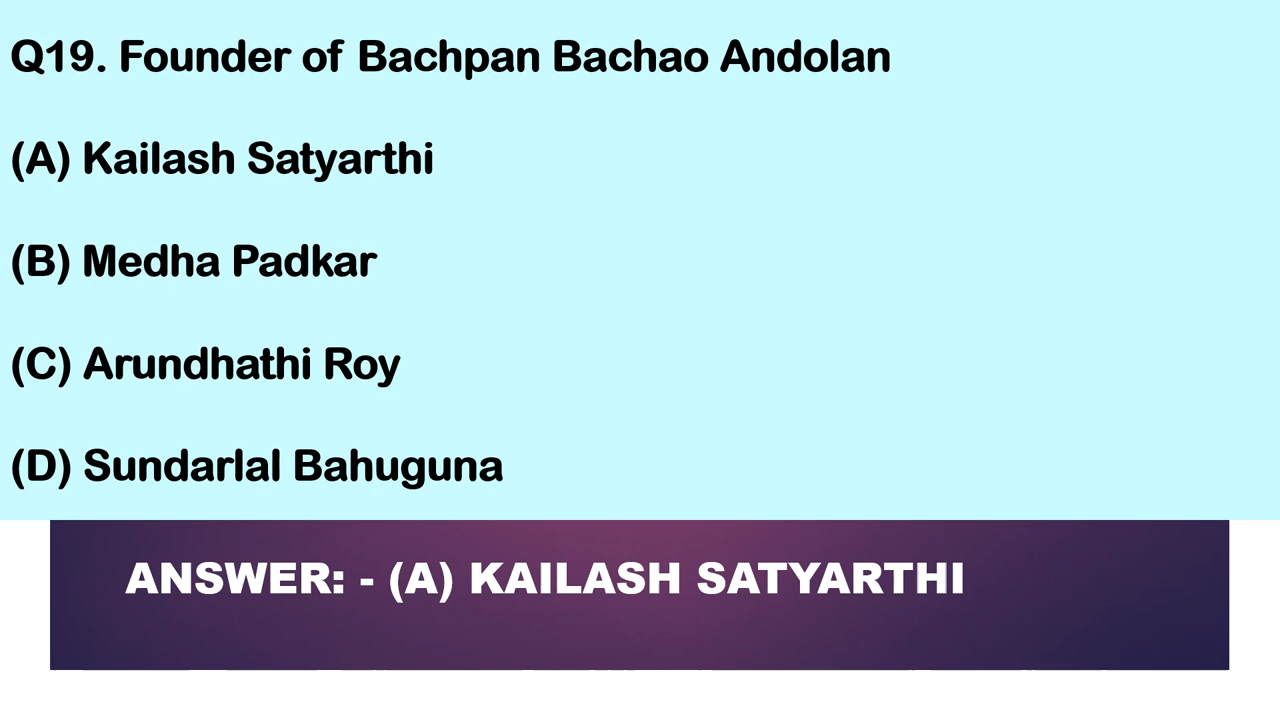 Q19. Founder of Bachpan Bachao Andolan
(A) Kailash Satyarthi
(B) Medha Padkar
(C) Arundhathi Roy
(D) Sundarlal Bahuguna
ANSWER: - (A) KAILASH SATYARTHI